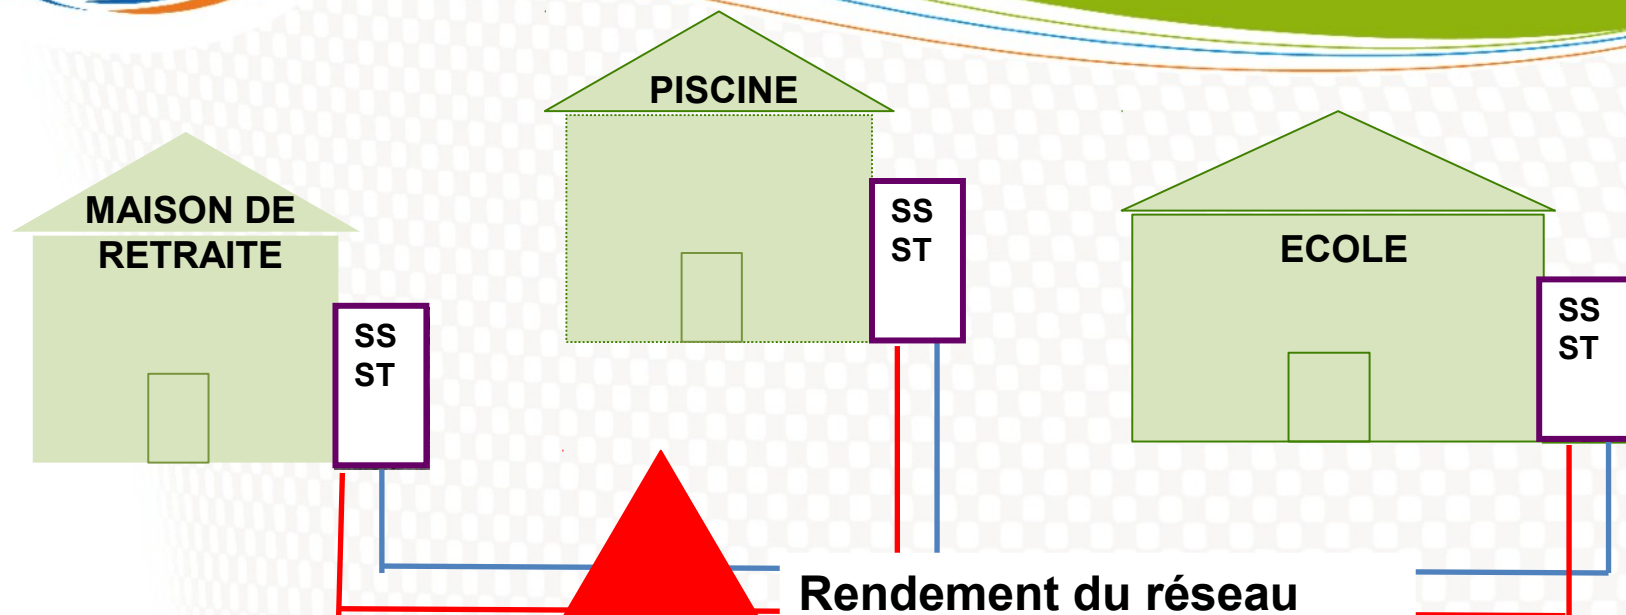 PISCINE
MAISON DE
RETRAITE
SS
ST
SS
ST
ECOLE
SS
ST
Rendement du réseau